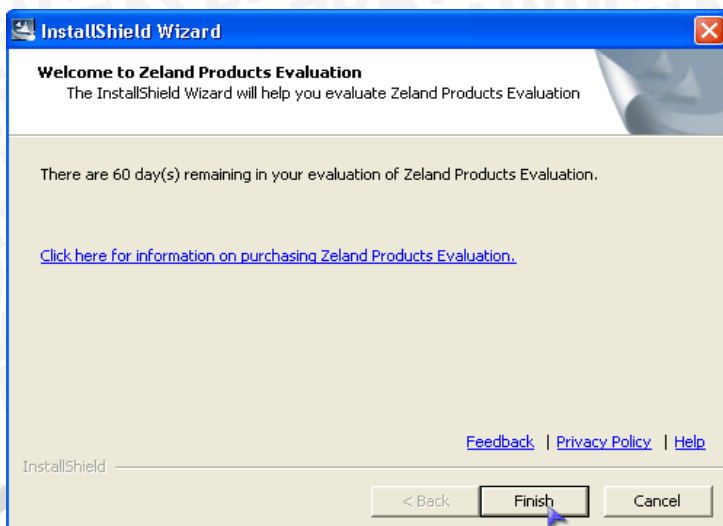 InstallShield Wizard
Welcome to Zeland Products Evaluation
The InstallShield Wizard will help you evaluate Zeland Products Evaluation
There are 60 day(s) remaining in your evaluation of Zeland Products Evaluation.
Click here for information on purchasing Zeland Products Evaluation.
Feedback | Privacy Policy | Help
InstallShield
< Back Finish Cancel